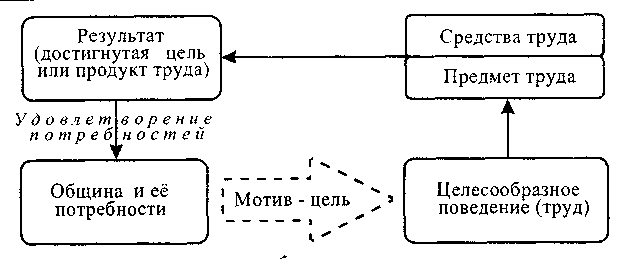 Результат
(достигнутая цель
или продукт труда)
Средства труда
Предмет труда
Удовлетворение
потребностей
Община и её
потребности
Мотив - цель
Целесообразное
поведение (труд)